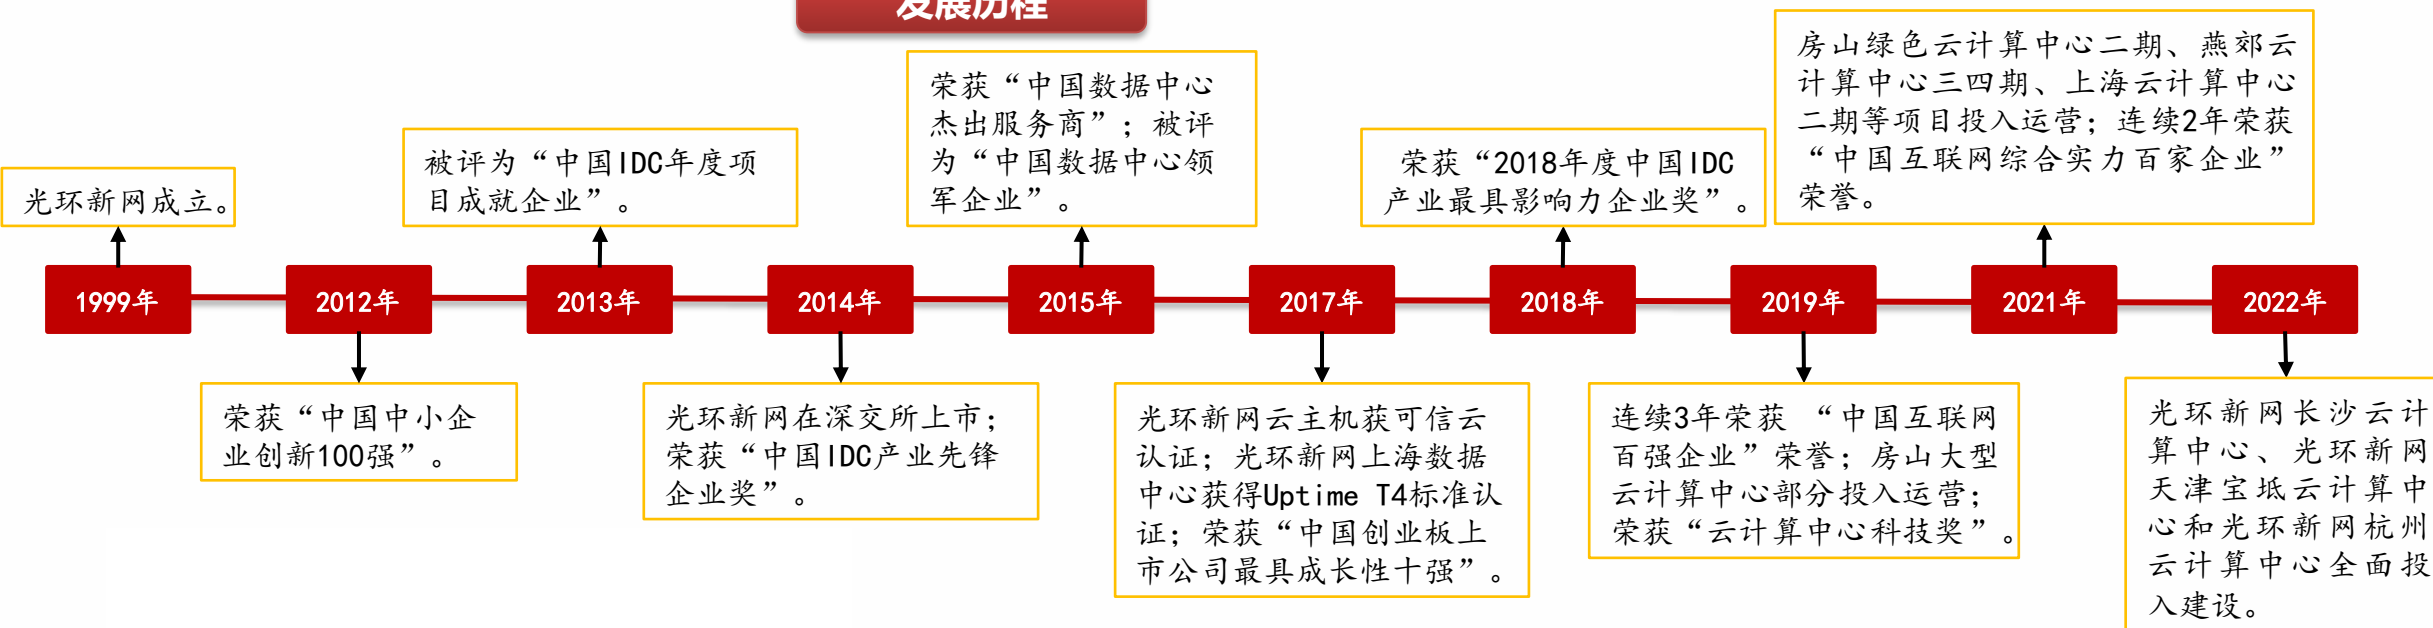 发展历程
光环新网成立。
被评为“中国IDC年度项
目成就企业”。
荣获“中国数据中心
杰出服务商”；被评
为“中国数据中心领
军企业”。
荣获“2018年度中国IDC
产业最具影响力企业奖”。
房山绿色云计算中心二期、燕郊云
计算中心三四期、上海云计算中心
二期等项目投入运营；连续2年荣获
“中国互联网综合实力百家企业”
荣誉。
1999年
2012年
2013年
2014年
2015年
2017年
2018年
2019年
2021年
2022年
荣获“中国中小企
业创新100强”。
光环新网在深交所上市；
荣获“中国IDC产业先锋
企业奖”。
光环新网云主机获可信云
认证；光环新网上海数据
中心获得Uptime T4标准认
证；荣获“中国创业板上
市公司最具成长性十强”。
连续3年荣获 “中国互联网
百强企业”荣誉；房山大型
云计算中心部分投入运营；
荣获“云计算中心科技奖”。
光环新网长沙云计
算中心、光环新网
天津宝坻云计算中
心和光环新网杭州
云计算中心全面投
入建设。